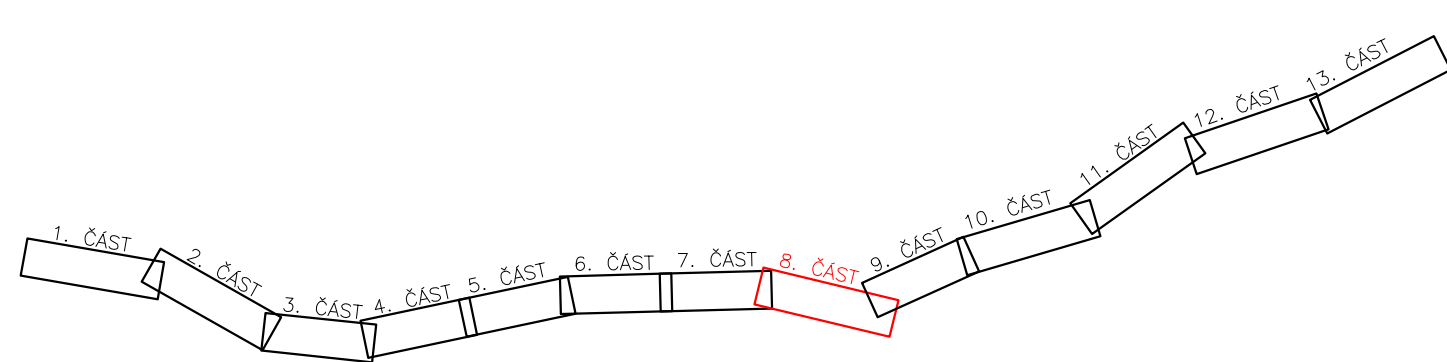 1. ČÁST
2. ČÁST
3. ČÁST
4. ČÁST
5. ČÁST
6. ČÁST
7. ČÁST
8. ČÁST
9. ČÁST
10. ČÁST
11. ČÁST
12. ČÁST
13. ČÁST